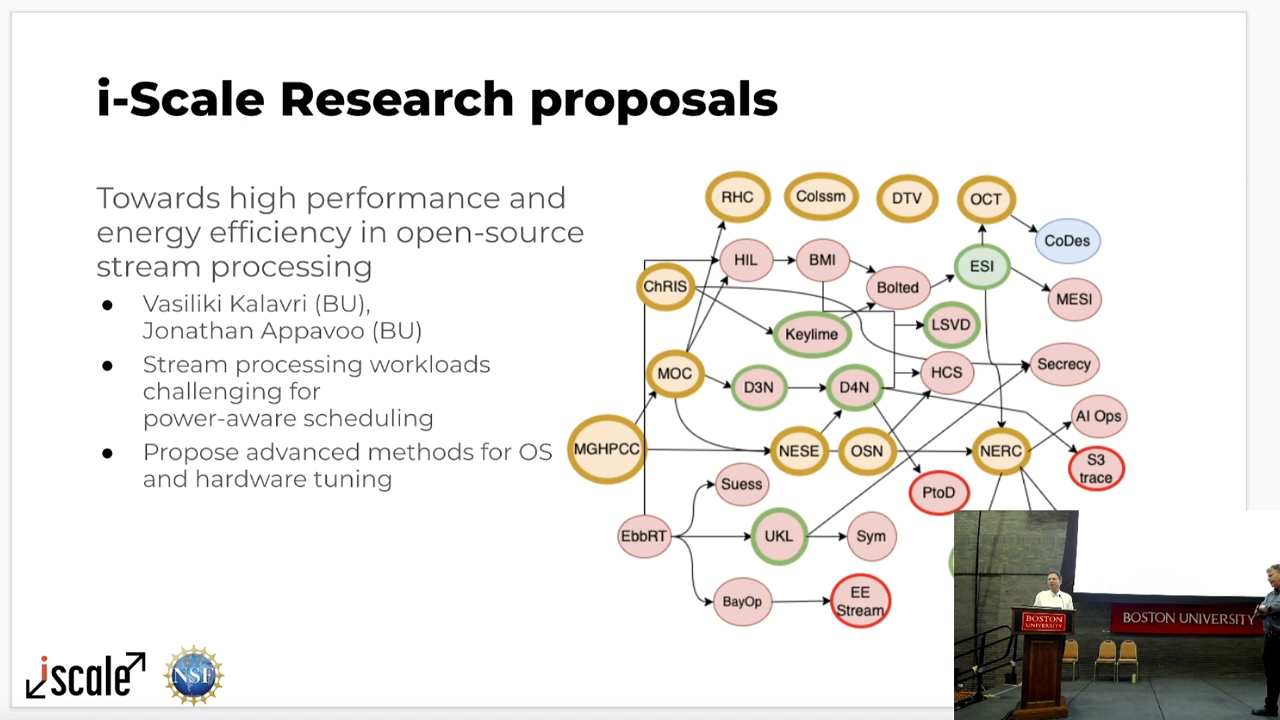 i-Scale Research proposals
Towards high performance and
energy efficiency in open-source
stream processing
● Vasiliki Kalavri (BU),
Jonathan Appavoo (BU)
● Stream processing workloads
challenging for
power-aware scheduling
● Propose advanced methods for OS
and hardware tuning
RHC
Colssm
DTV
OCT
CoDes
HIL
BMI
ESI
ChRIS
Bolted
MESI
Keylime
LSVD
MOC
D3N
D4N
HCS
Secrecy
AI Ops
MGHPCC
NESE
OSN
NERC
S3
trace
Suess
PtoD
EbbRT
UKL
Sym
BayOp
EE
Stream
iscale
NSF
BOSTON
UNIVERSITY
BOSTON UNIVERSITY